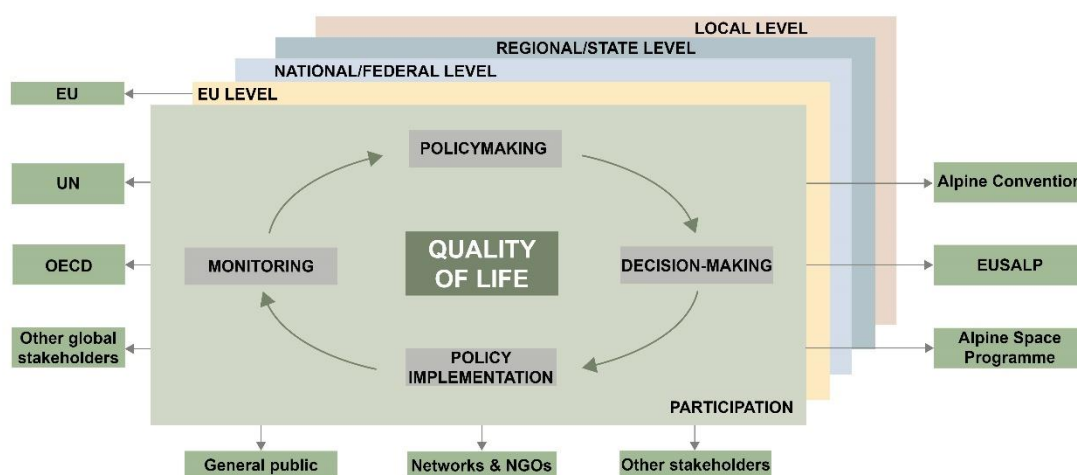 LOCAL LEVEL
REGIONAL/STATE LEVEL
NATIONAL/FEDERAL LEVEL
EU LEVEL
EU
POLICYMAKING
UN
Alpine Convention
QUALITY
OF LIFE
MONITORING
DECISION-MAKING
OECD
EUSALP
Other global
stakeholders
POLICY
IMPLEMENTATION
Alpine Space
Programme
PARTICIPATION
General public
Networks & NGOs
Other stakeholders